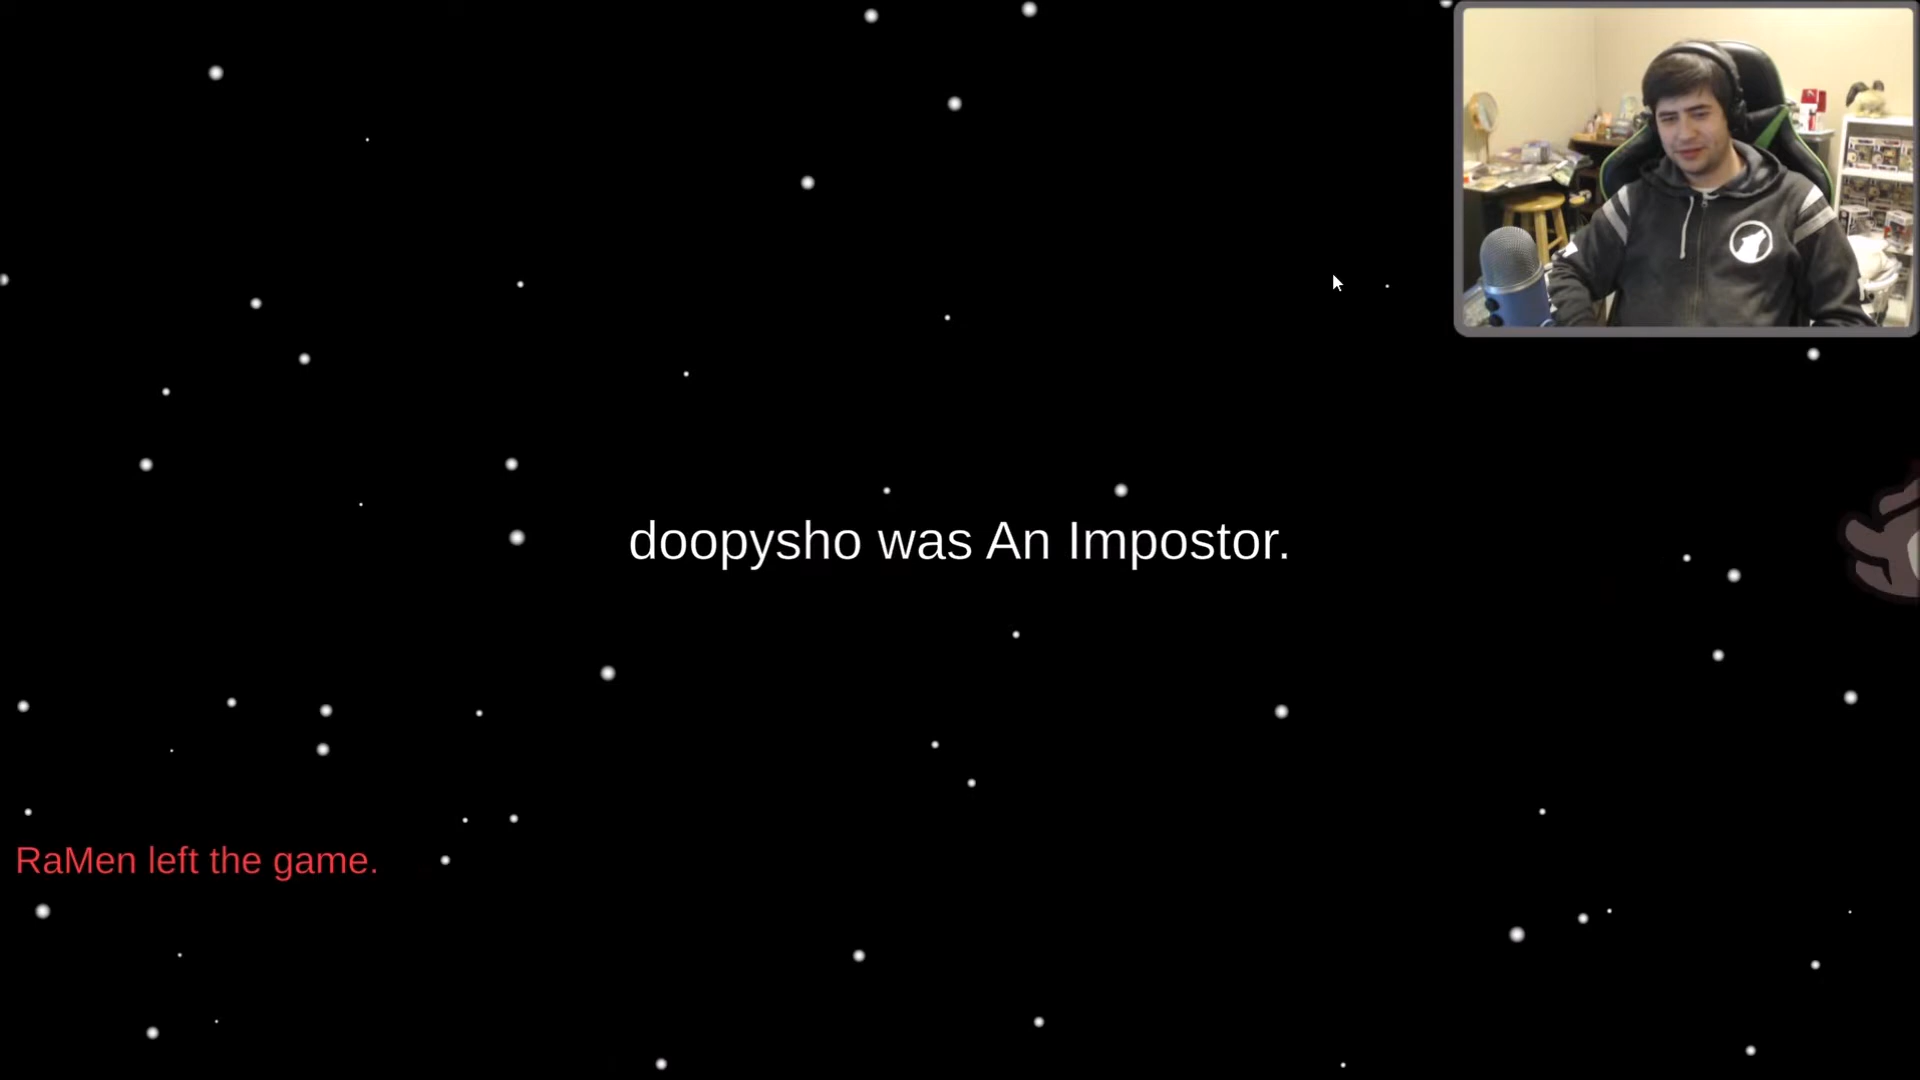 doopysho was An Impostor.
RaMen left the game.